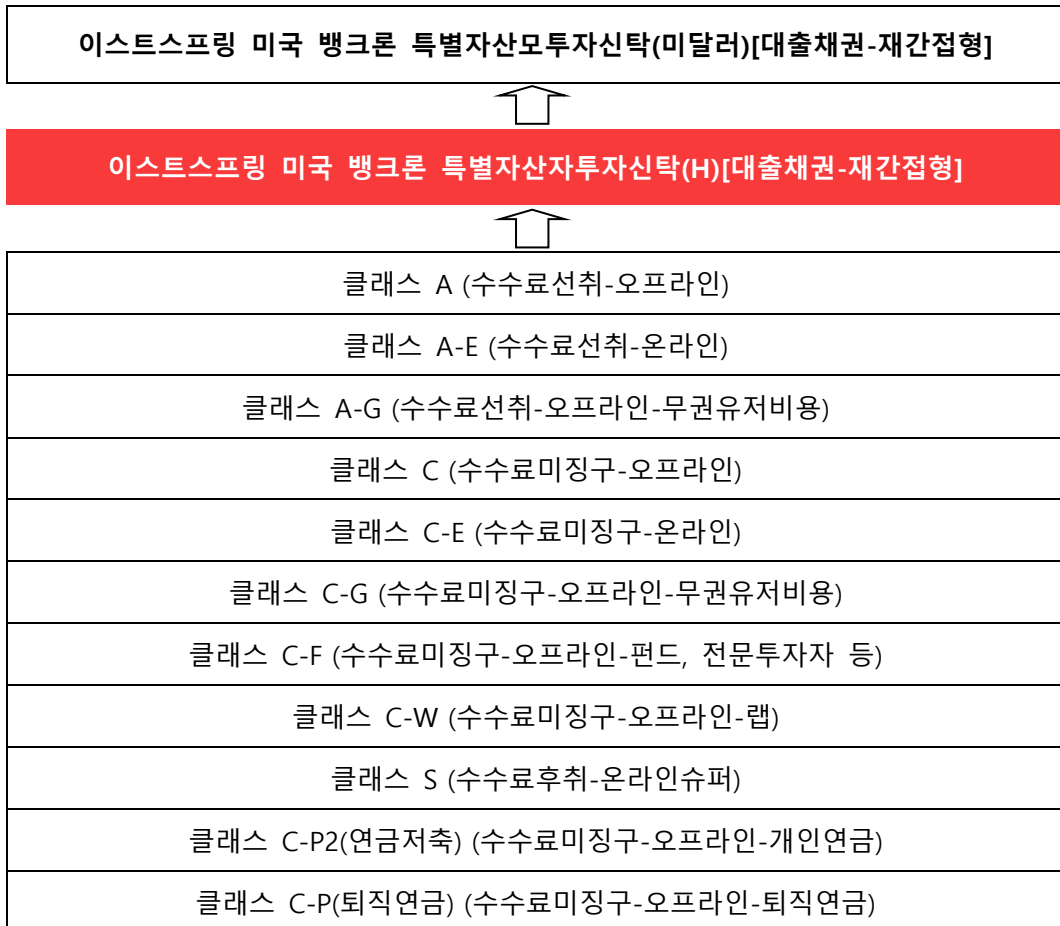 이스트스프링 미국 뱅크론 특별자산모투자신탁(미달러)[대출채권-재간접형]
이스트스프링 미국 뱅크론 특별자산자투자신탁(H)[대출채권-재간접형]
클래스 A (수수료선취-오프라인)
클래스 A-E (수수료선취-온라인)
클래스 A-G (수수료선취-오프라인-무권유저비용)
클래스 C (수수료미징구-오프라인)
클래스 C-E (수수료미징구-온라인)
클래스 C-G (수수료미징구-오프라인-무권유저비용)
클래스 C-F (수수료미징구-오프라인-펀드, 전문투자자 등)
클래스 C-W (수수료미징구-오프라인-랩)
클래스 S (수수료후취-온라인슈퍼)
클래스 C-P2(연금저축) (수수료미징구-오프라인-개인연금)
클래스 C-P(퇴직연금) (수수료미징구-오프라인-퇴직연금)